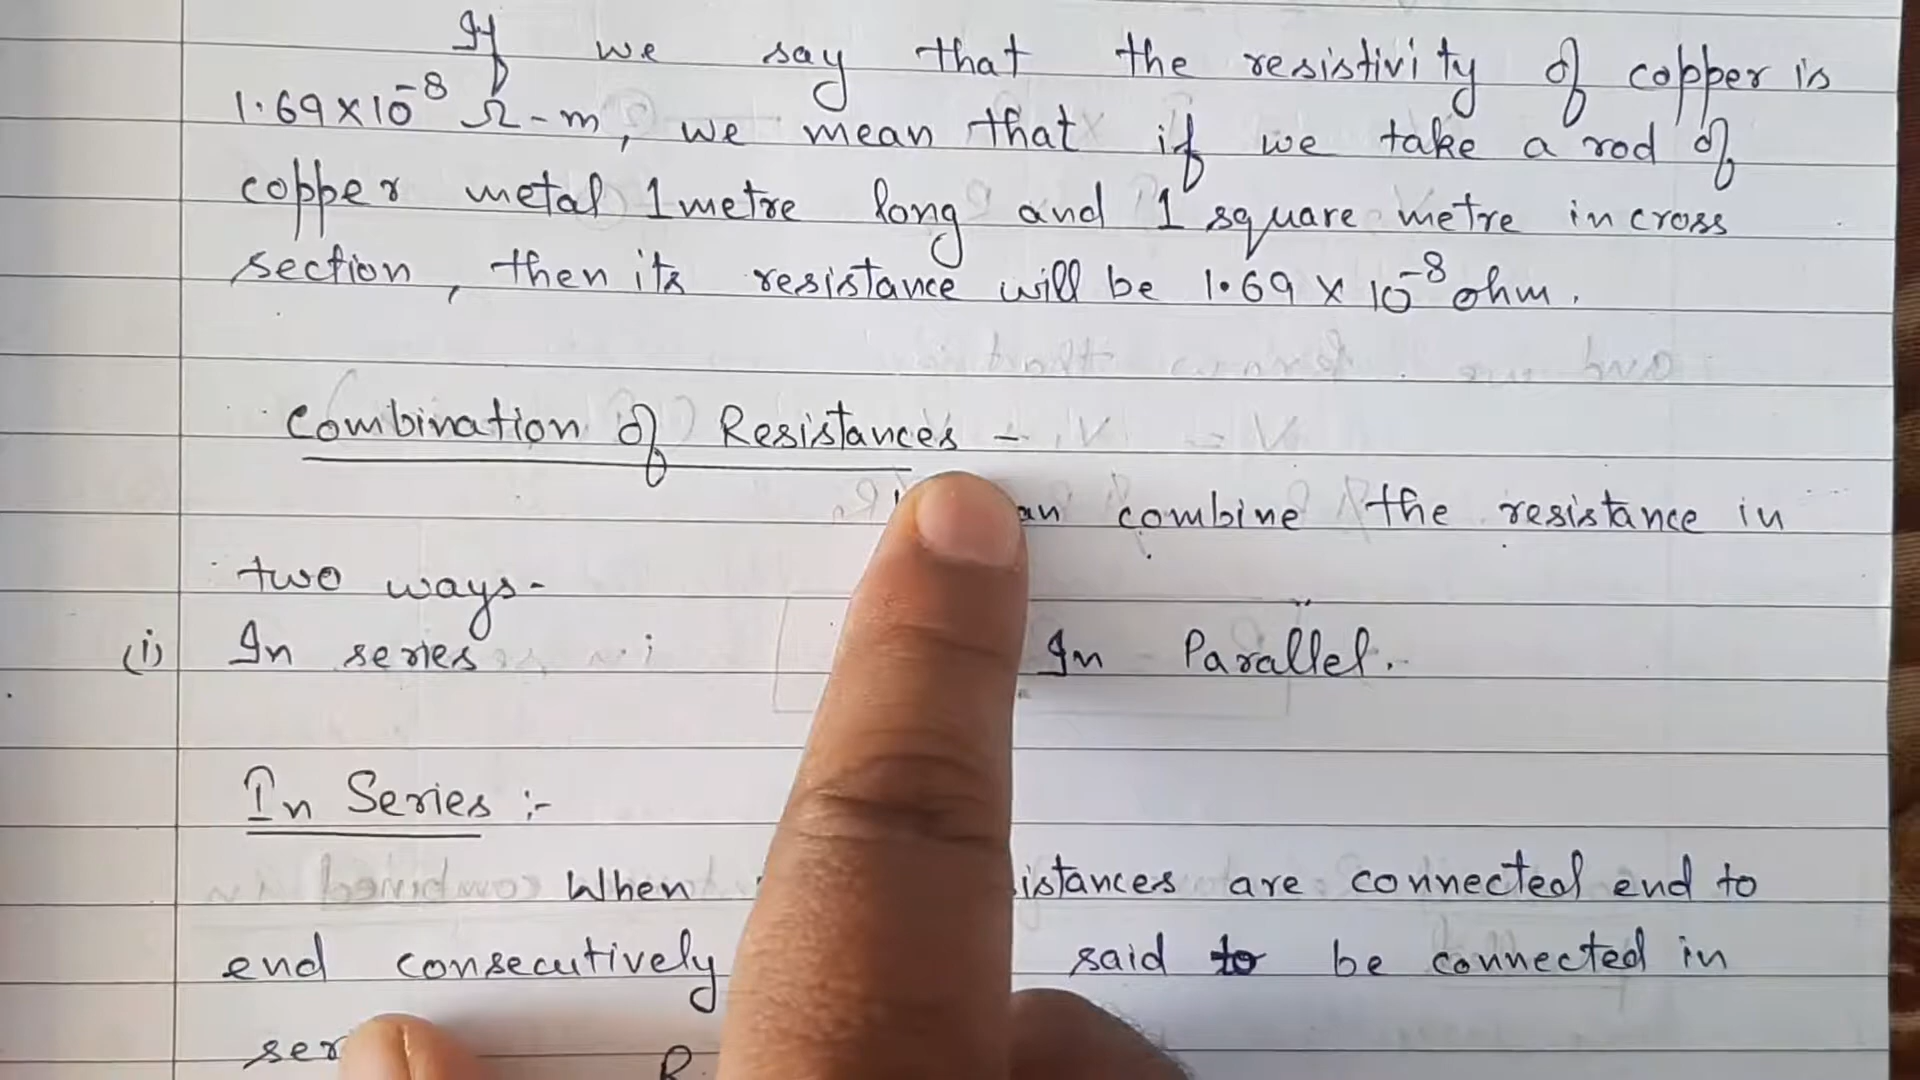 If we say that the resistivity of copper is
1.69×10⁻⁸ Ω-m, we mean that if we take a rod of
copper metal 1metre long and 1 square metre in cross
section, then its resistance will be 1.69 × 10⁻⁸ ohm.
Combination of Resistances -
combine the resistance in
two ways-
(i) In series In Parallel.
In Series :-
When are connected end to
end consecutively said to be connected in
R